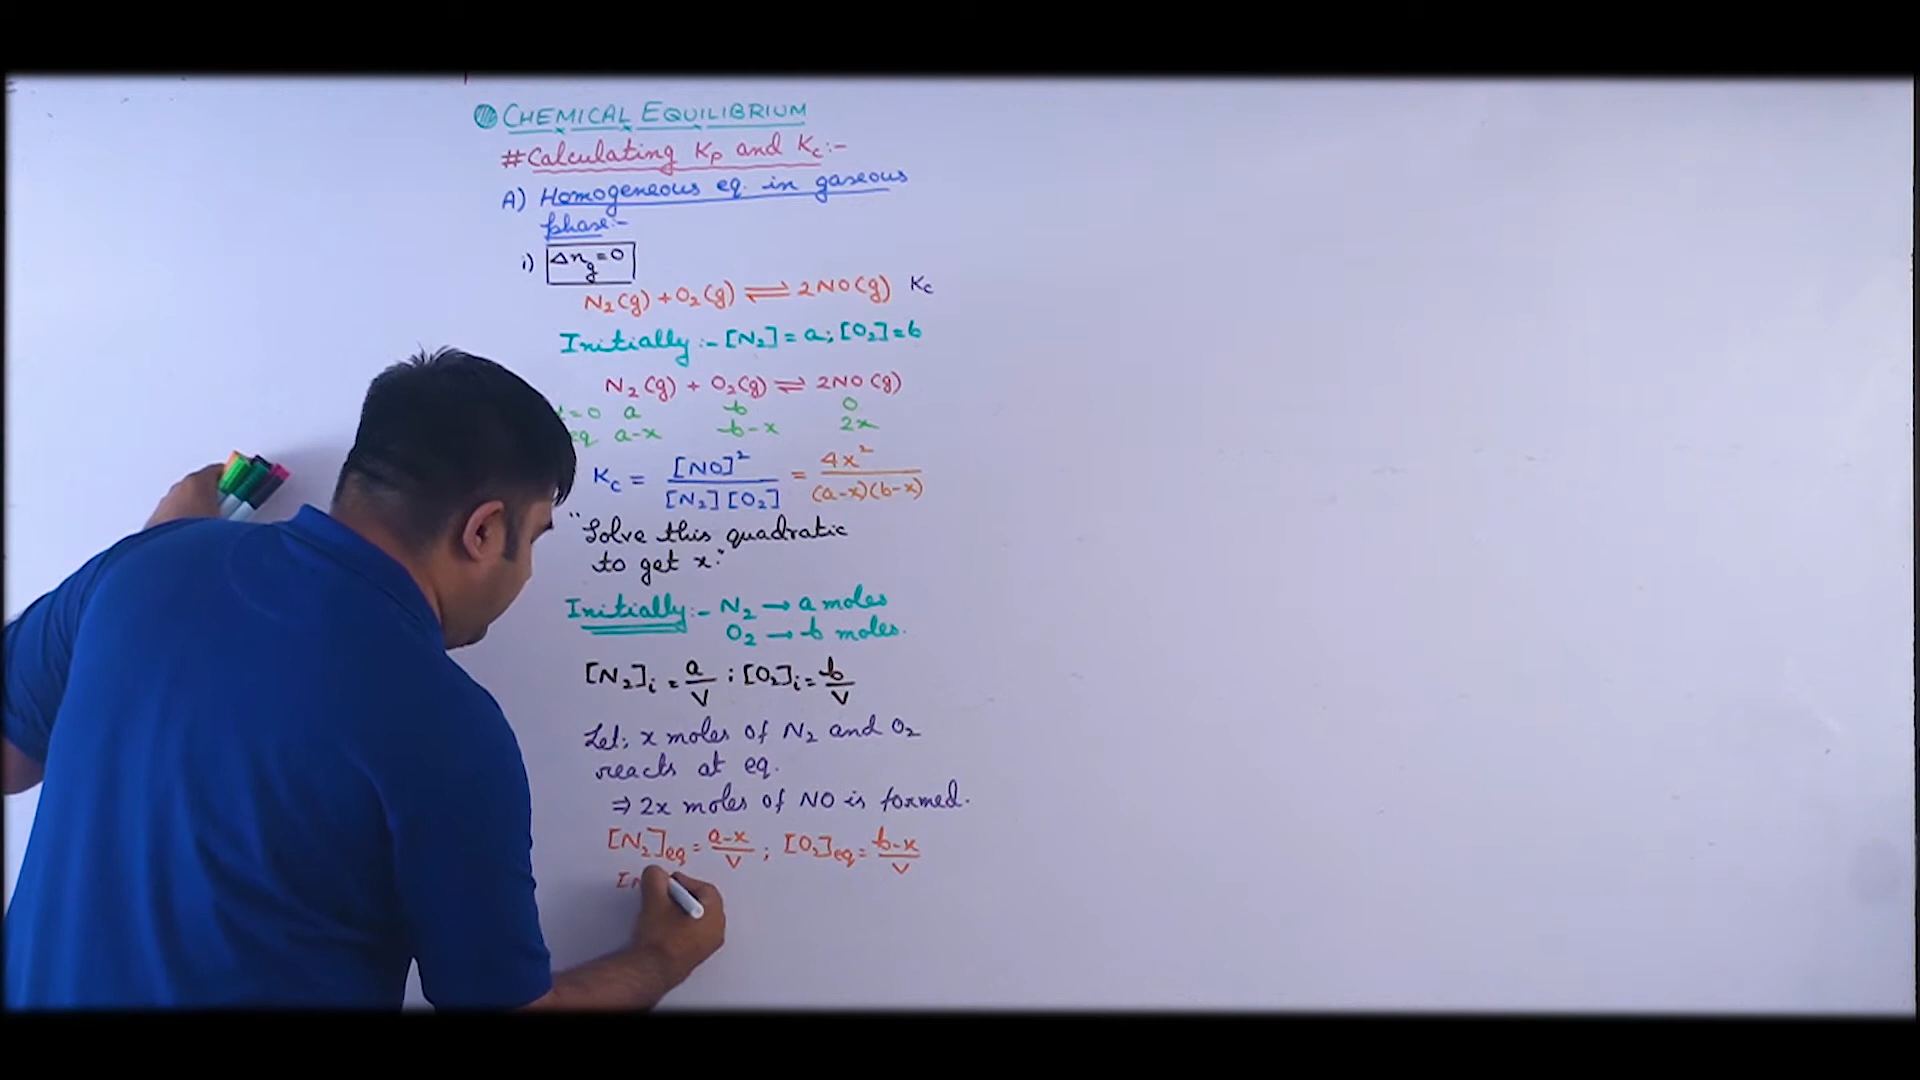 CHEMICAL EQUILIBRIUM
#Calculating Kp and Kc:-
A) Homogeneous eq. in gaseous
phase:-
i) Δng=0
N₂(g)+O₂(g) ⇌ 2NO(g) Kc
Initially:- [N₂]=a; [O₂]=b
N₂(g) + O₂(g) ⇌ 2NO(g)
=0 a b 0
eq a-x b-x 2x
Kc = [NO]²/[N₂][O₂] = 4x²/(a-x)(b-x)
"Solve this quadratic
to get x."
Initially:- N₂ → a moles
O₂ → b moles.
[N₂]i = a/V ; [O₂]i = b/V
Let; x moles of N₂ and O₂
reacts at eq.
⇒ 2x moles of NO is formed.
[N₂]eq = a-x/V ; [O₂]eq = b-x/V